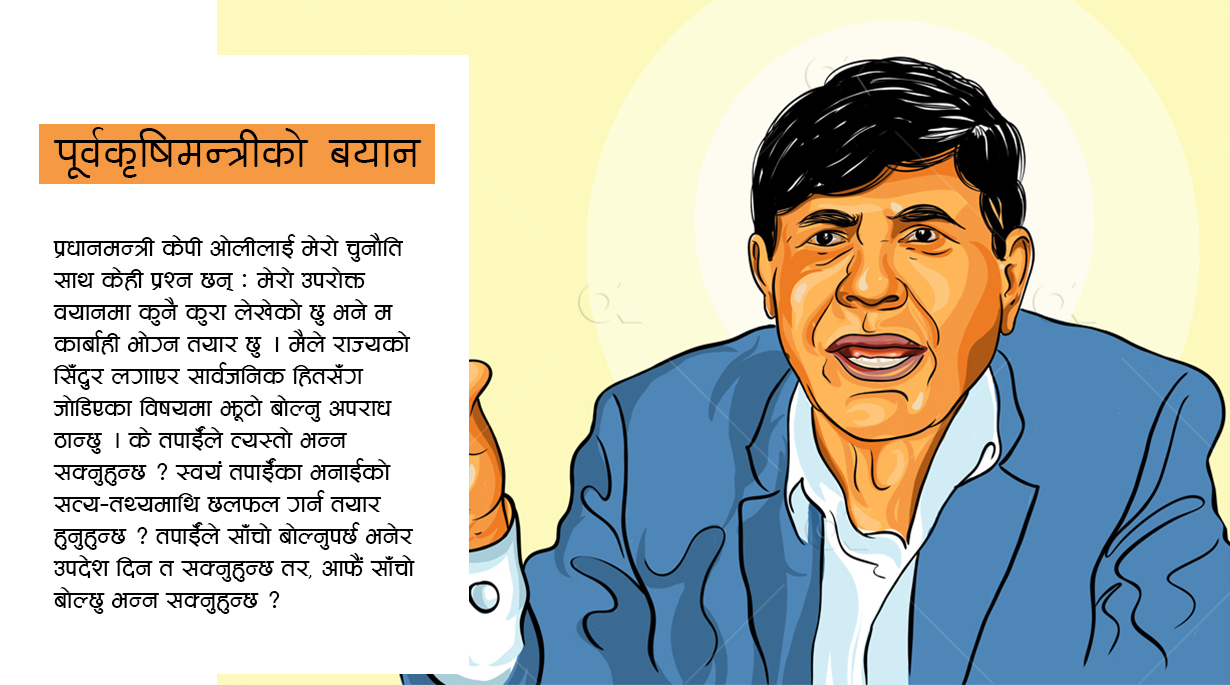 पूर्वकृषिमन्त्रीको बयान
प्रधानमन्त्री केपी ओलीलाई मेरो चुनौति
साथ केही प्रश्न छन् : मेरो उपरोक्त
वयानमा कुनै कुरा लेखेको छु भने म
कार्बाही भोग्न तयार छु । मैले राज्यको
सिँदुर लगाएर सार्वजनिक हितसँग
जोडिएका विषयमा झूटो बोल्नु अपराध
ठान्छु । के तपाईँले त्यस्तो भन्न
सक्नुहुन्छ ? स्वयं तपाईँका भनाईको
सत्य-तथ्यमाथि छलफल गर्न तयार
हुनुहुन्छ ? तपाईँले साँचो बोल्नुपर्छ भनेर
उपदेश दिन त सक्नुहुन्छ तर, आफैं साँचो
बोल्छु भन्न सक्नुहुन्छ ?